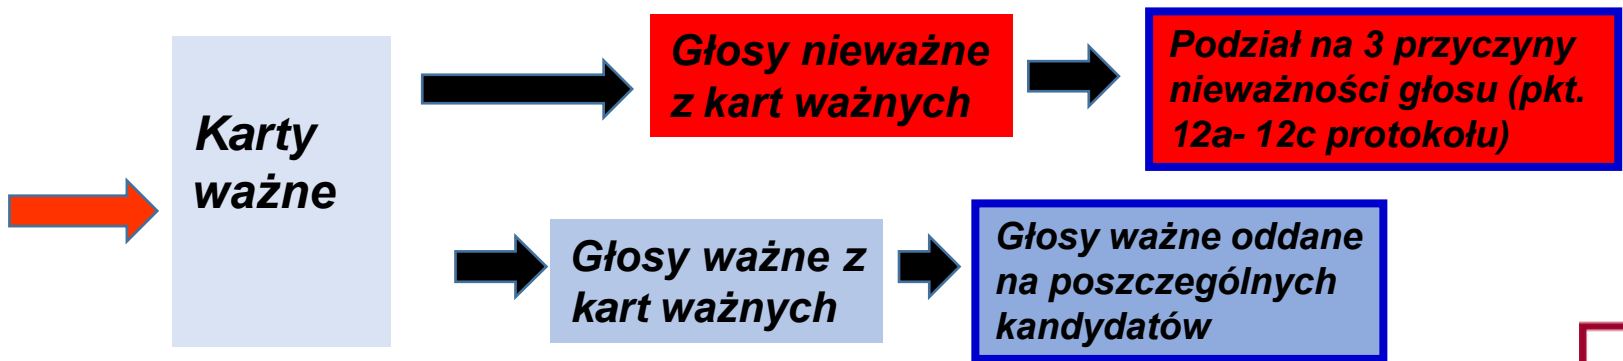 Karty
ważne
Głosy nieważne
z kart ważnych
Podział na 3 przyczyny
nieważności głosu (pkt.
12a- 12c protokołu)
Głosy ważne z
kart ważnych
Głosy ważne oddane
na poszczególnych
kandydatów